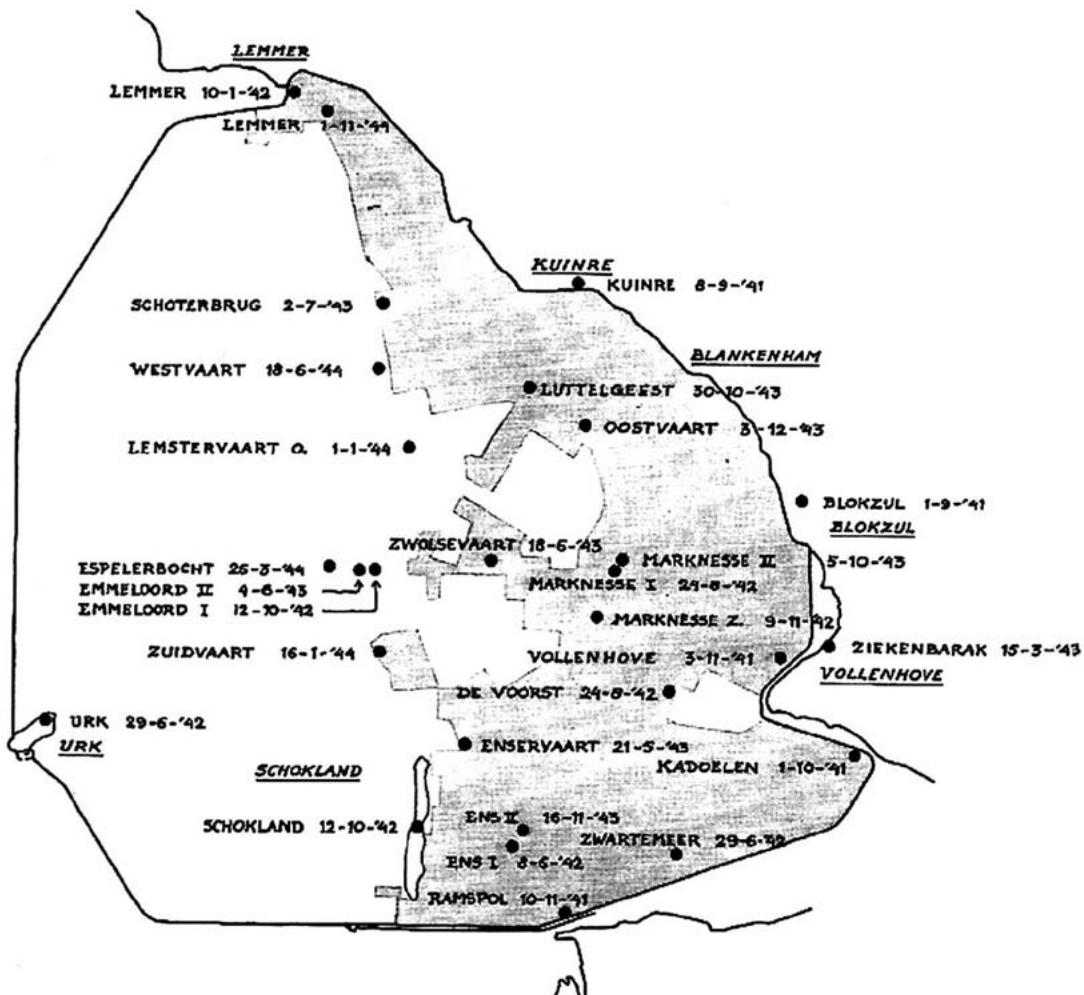 LEMMER
LEMMER 10-1-'42
LEMMER 1-11-'44
KUINRE
KUINRE 8-9-'41
SCHOTERBRUG 2-7-'43
BLANKENHAM
WESTVAART 18-6-'44
LUTTELGEEST 30-10-'43
OOSTVAART 3-12-'43
LEMSTERVAART O. 1-1-'44
BLOKZUL 1-9-'41
BLOKZUL
ZWOLSEVAART 18-6-'43
MARKNESSE II 5-10-'43
ESPELERBOCHT 25-3-'44
MARKNESSE I 24-8-'42
EMMELOORD II 4-6-'43
EMMELOORD I 12-10-'42
MARKNESSE Z. 9-11-'42
ZUIDVAART 16-1-'44
VOLLENHOVE 3-11-'41
ZIEKENBARAK 15-3-'43
VOLLENHOVE
DE VOORST 24-8-'42
URK 29-6-'42
URK
ENSERVAART 21-5-'43
KADOELEN 1-10-'41
SCHOKLAND
SCHOKLAND 12-10-'42
ENS II 16-11-'43
ZWARTEMEER 29-6-'42
ENS I 8-6-'42
RAMSPOL 10-11-'41